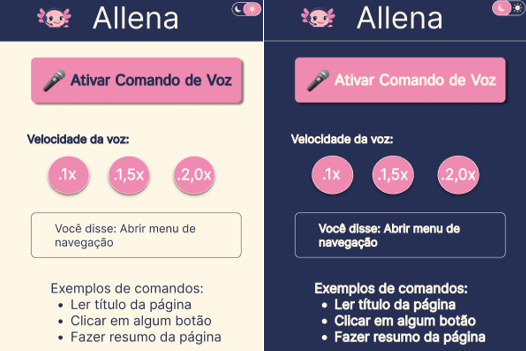 Allena
Ativar Comando de Voz
Velocidade da voz:
.1x .1,5x .2,0x
Você disse: Abrir menu de
navegação
Exemplos de comandos:
• Ler título da página
• Clicar em algum botão
• Fazer resumo da página
Allena
Ativar Comando de Voz
Velocidade da voz:
.1x .1,5x .2,0x
Você disse: Abrir menu de
navegação
Exemplos de comandos:
• Ler título da página
• Clicar em algum botão
• Fazer resumo da página